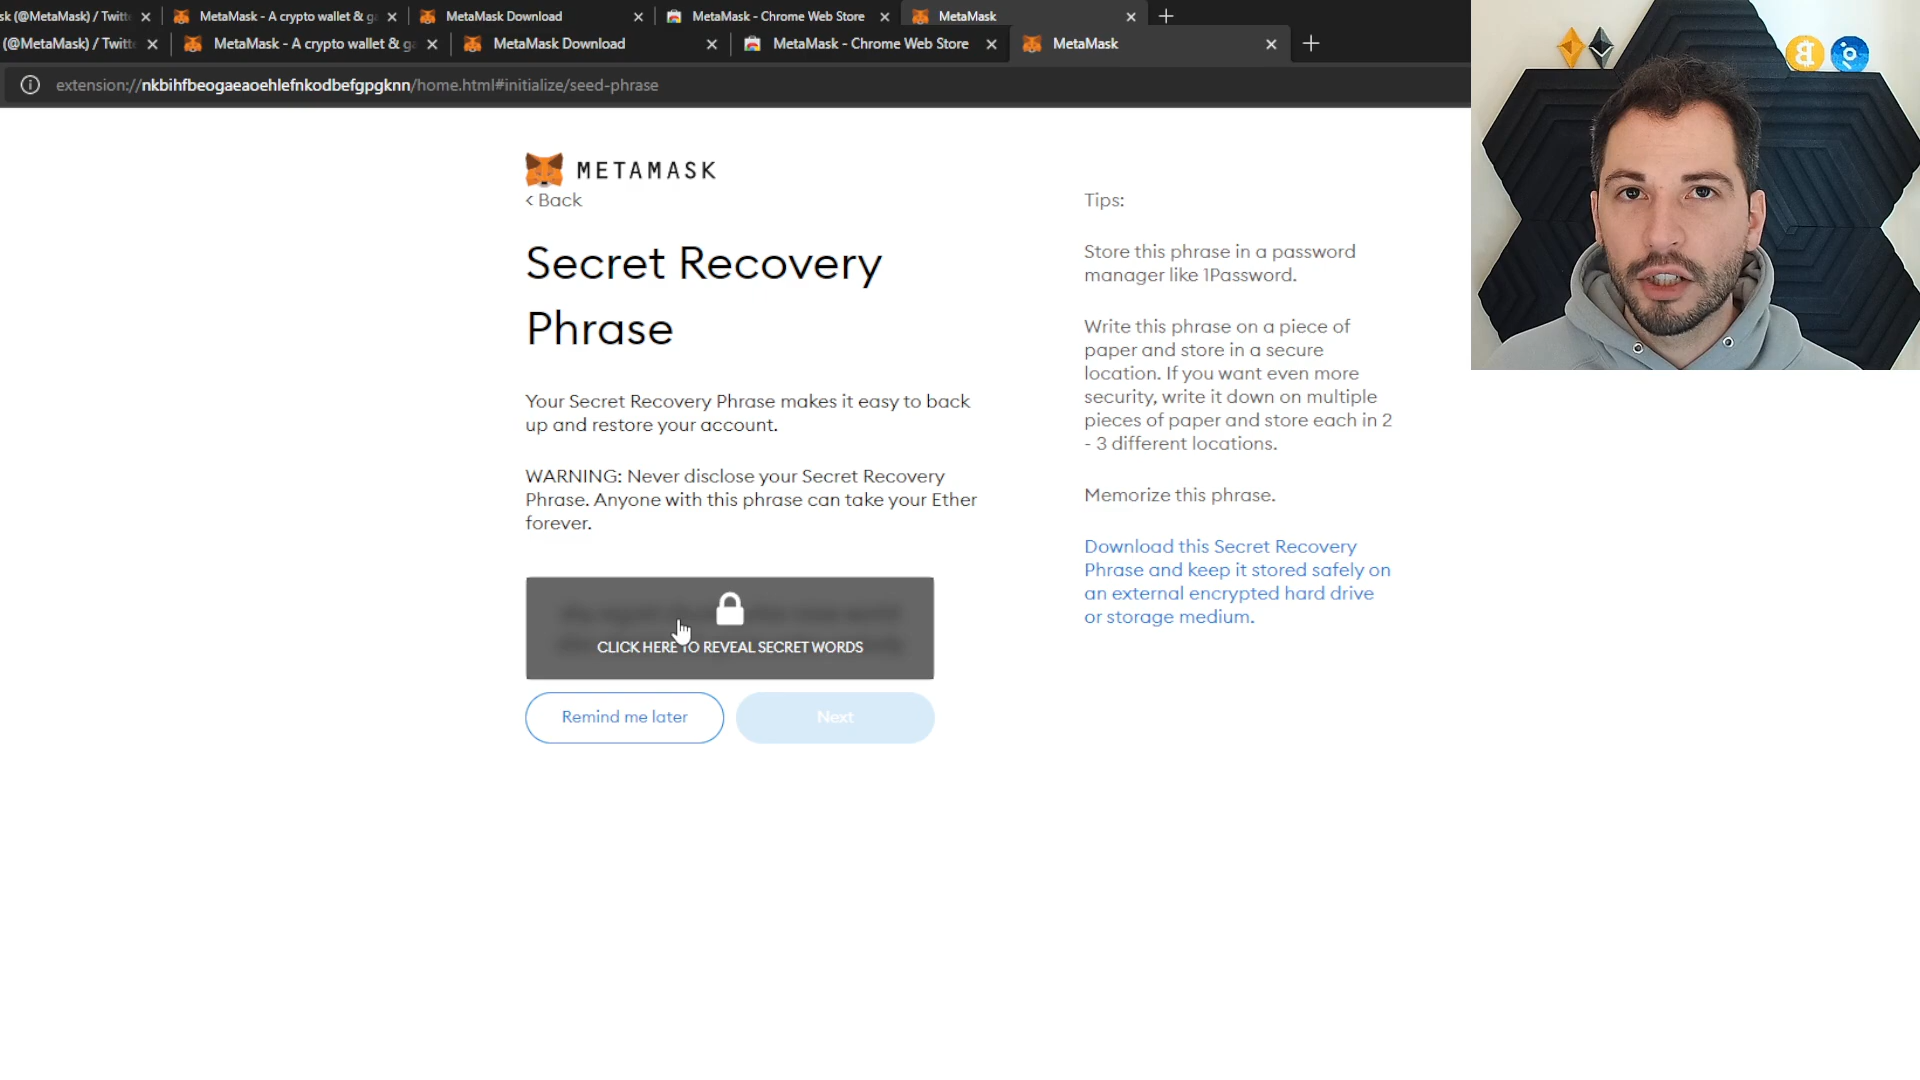 sk (@MetaMask) / Twitt
MetaMask - A crypto wallet & g
MetaMask Download
MetaMask - Chrome Web Store
MetaMask
(@MetaMask) / Twitt
MetaMask - A crypto wallet & g
MetaMask Download
MetaMask - Chrome Web Store
MetaMask
extension://nkbihfbeogaeaoehlefnkodbefgpgknn/home.html#initialize/seed-phrase
METAMASK
< Back
Secret Recovery
Phrase
Your Secret Recovery Phrase makes it easy to back
up and restore your account.
WARNING: Never disclose your Secret Recovery
Phrase. Anyone with this phrase can take your Ether
forever.
CLICK HERE TO REVEAL SECRET WORDS
Remind me later
Next
Tips:
Store this phrase in a password
manager like 1Password.
Write this phrase on a piece of
paper and store in a secure
location. If you want even more
security, write it down on multiple
pieces of paper and store each in 2
- 3 different locations.
Memorize this phrase.
Download this Secret Recovery
Phrase and keep it stored safely on
an external encrypted hard drive
or storage medium.